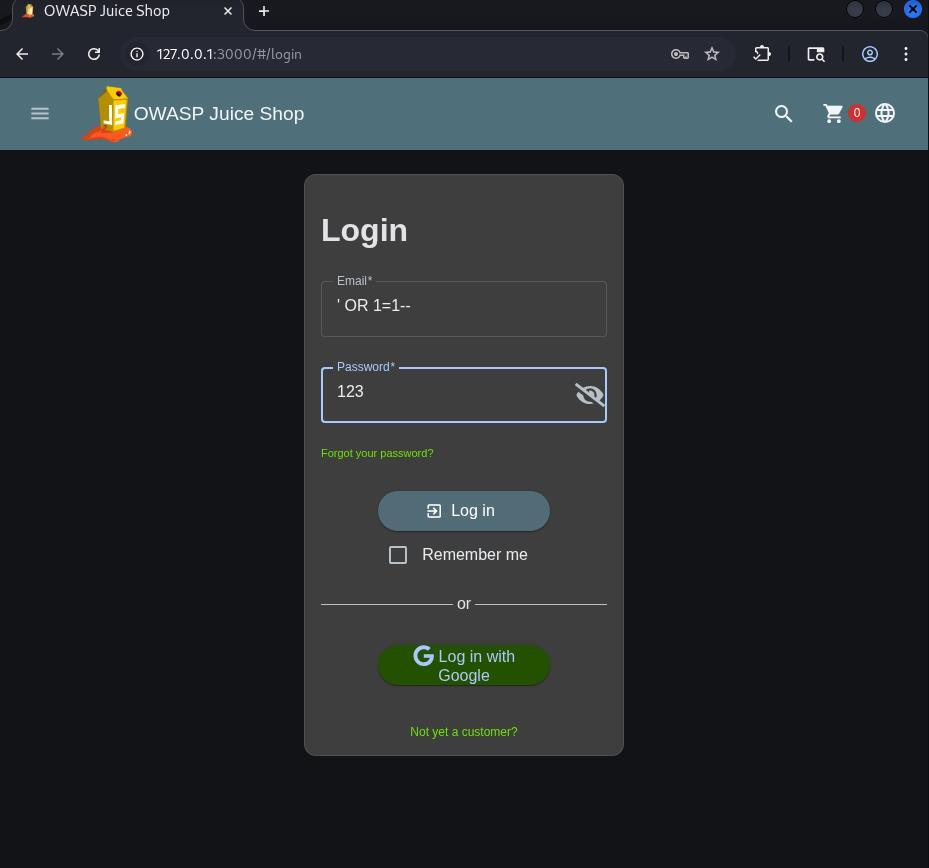 OWASP Juice Shop
127.0.0.1:3000/#/login
JS
OWASP Juice Shop
0
Login
Email*
' OR 1=1--
Password*
123
Forgot your password?
Log in
Remember me
or
G Log in with
Google
Not yet a customer?